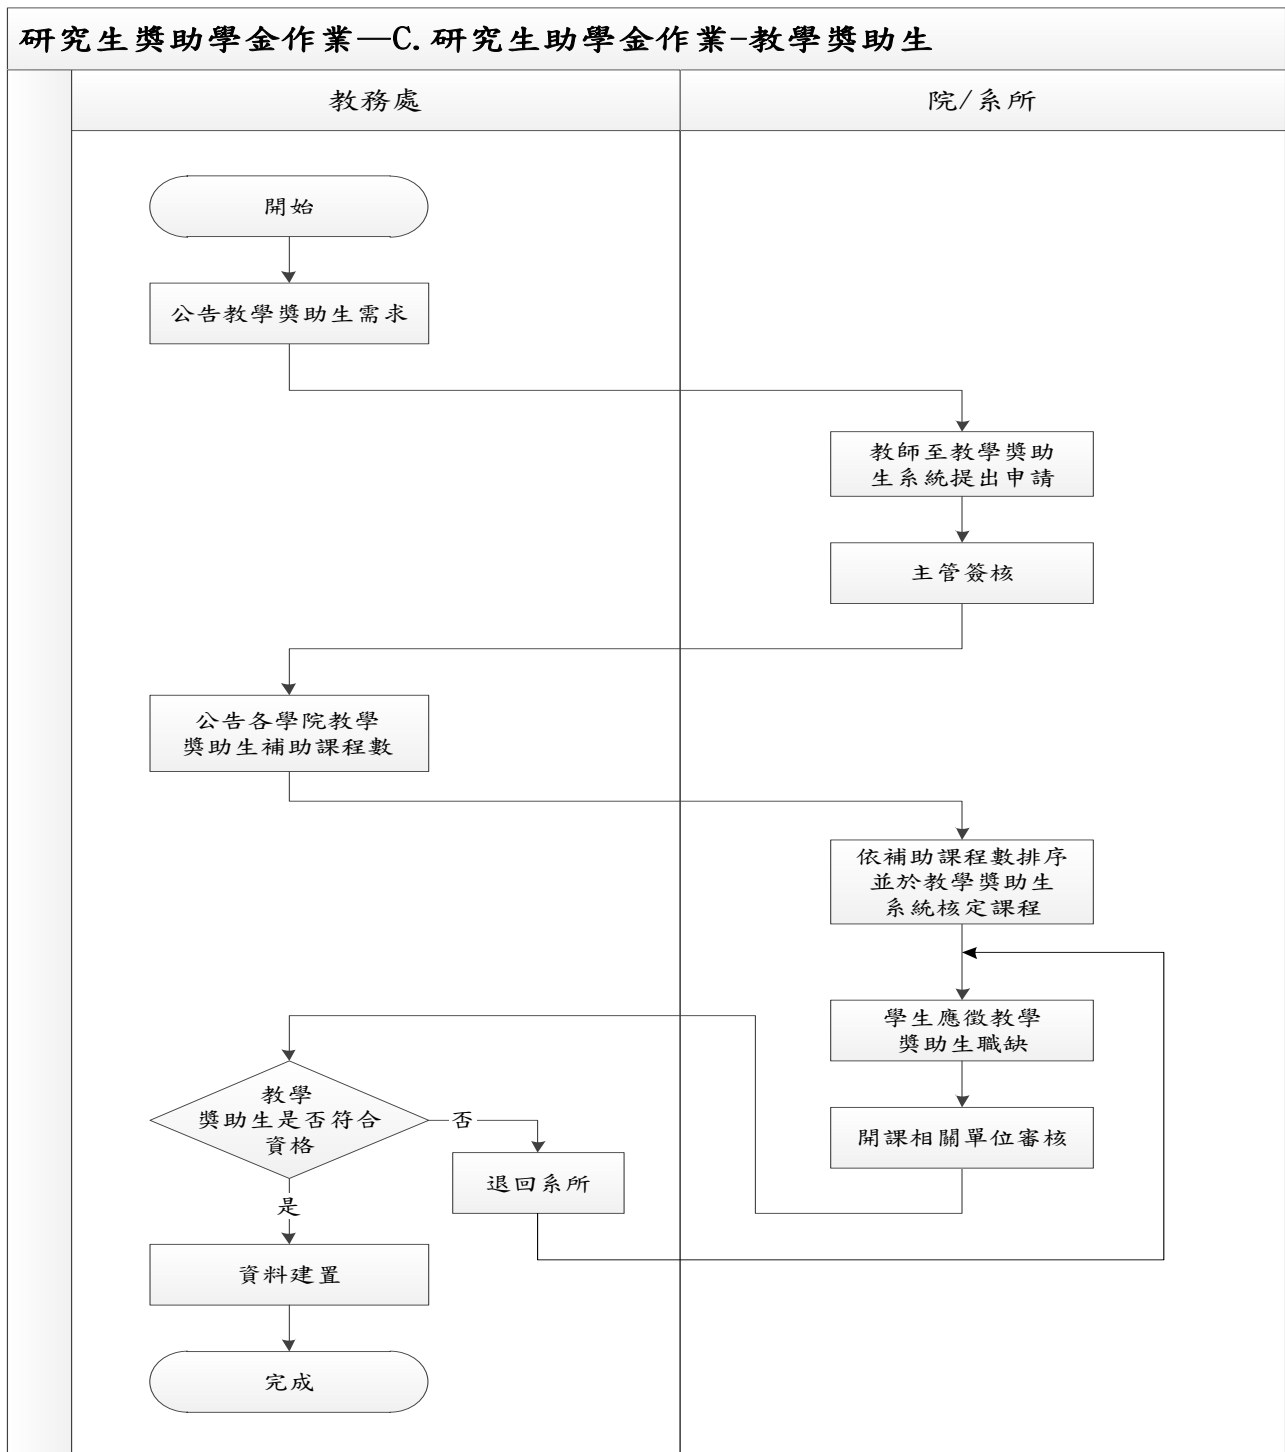 研究生獎助學金作業—C.研究生助學金作業-教學獎助生
教務處
院/系所
開始
公告教學獎助生需求
教師至教學獎助
生系統提出申請
主管簽核
公告各學院教學
獎助生補助課程數
依補助課程數排序
並於教學獎助生
系統核定課程
學生應徵教學
獎助生職缺
開課相關單位審核
教學
獎助生是否符合
資格
否
退回系所
是
資料建置
完成